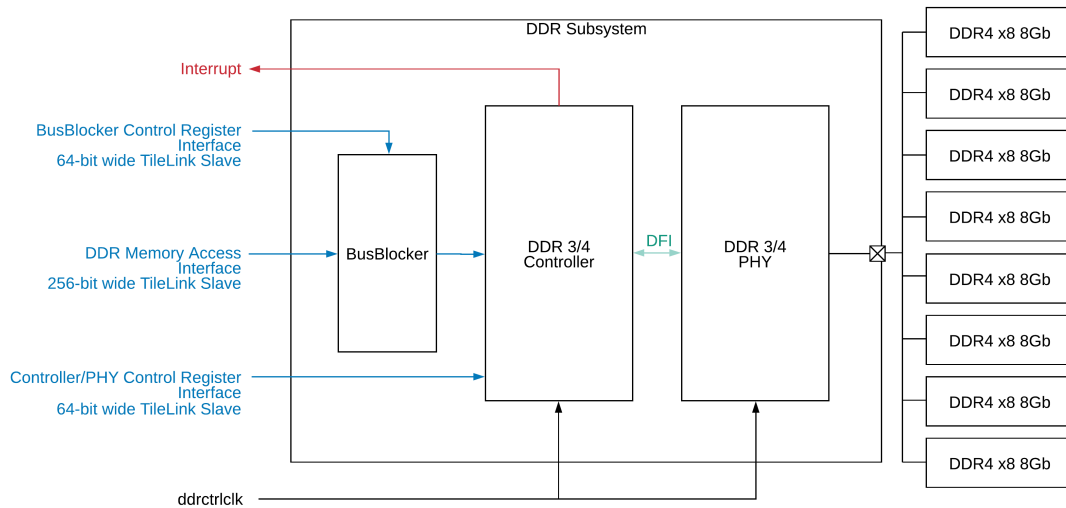 DDR Subsystem
Interrupt
BusBlocker Control Register
Interface
64-bit wide TileLink Slave
DDR Memory Access
Interface
256-bit wide TileLink Slave
Controller/PHY Control Register
Interface
64-bit wide TileLink Slave
ddrctrlclk
BusBlocker
DDR 3/4
Controller
DFI
DDR 3/4
PHY
DDR4 x8 8Gb
DDR4 x8 8Gb
DDR4 x8 8Gb
DDR4 x8 8Gb
DDR4 x8 8Gb
DDR4 x8 8Gb
DDR4 x8 8Gb
DDR4 x8 8Gb